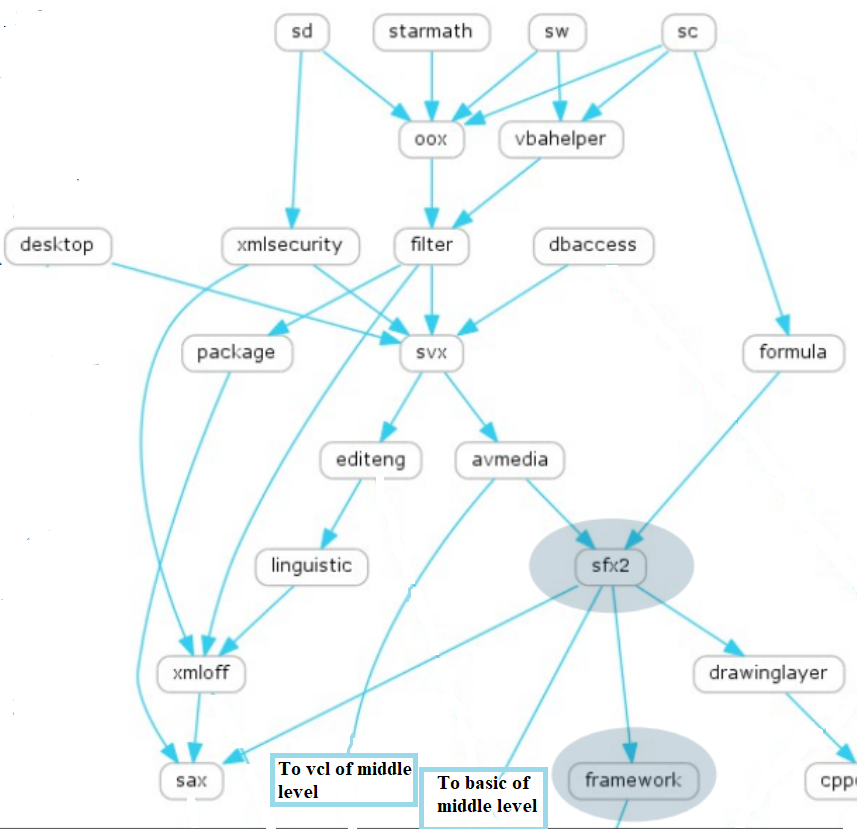 sd
starmath
sw
sc
oox
vbahelper
desktop
xmlsecurity
filter
dbaccess
package
svx
formula
editeng
avmedia
linguistic
sfx2
xmloff
drawinglayer
sax
To vcl of middle
level
To basic of
middle level
framework
cppu